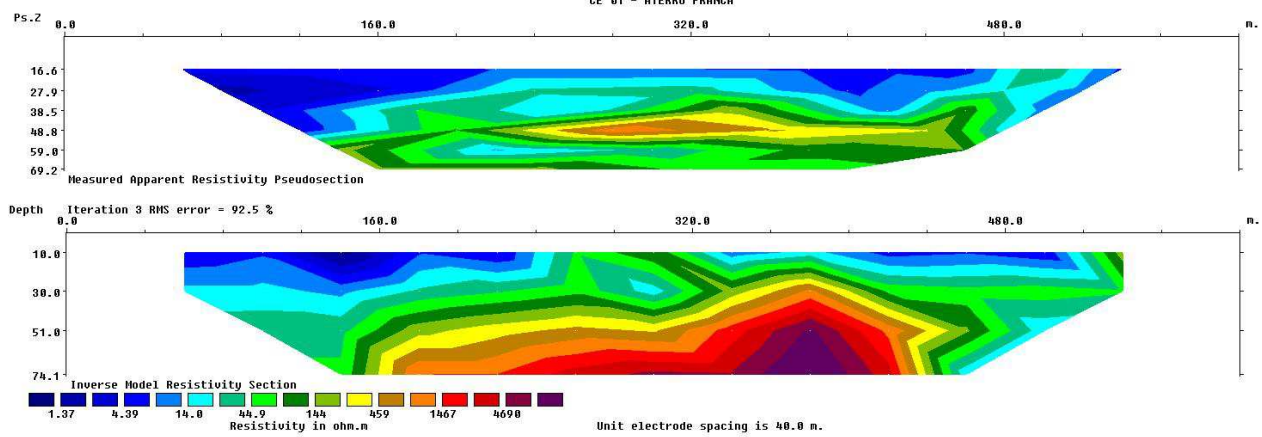 CE 01 - ATERRO FRANCA
Ps.Z 0.0 160.0 320.0 480.0 m.
16.6
27.9
38.5
48.8
59.0
69.2
Measured Apparent Resistivity Pseudosection
Depth Iteration 3 RMS error = 92.5 %
0.0 160.0 320.0 480.0 m.
10.0
30.0
51.0
74.1
Inverse Model Resistivity Section
1.37 4.39 14.0 44.9 144 459 1467 4690
Resistivity in ohm.m Unit electrode spacing is 40.0 m.